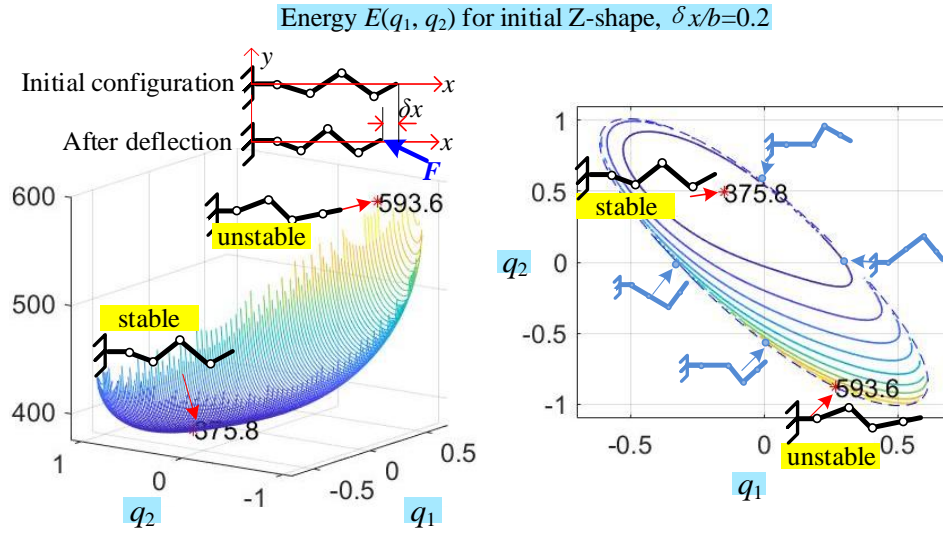 Energy E(q1, q2) for initial Z-shape, δx/b=0.2
y
Initial configuration
x
δx
After deflection
x
F
600
500
400
593.6
unstable
stable
375.8
1
0
-1
-0.5
0
0.5
q2
q1
1
0.5
0
-0.5
-1
q2
375.8
stable
593.6
unstable
-0.5
0
0.5
q1